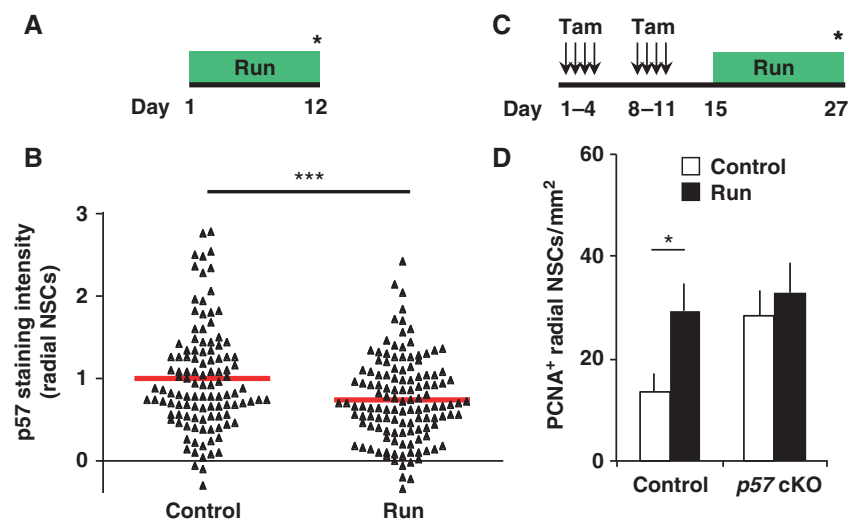 A
*
Run
Day 1 12
B
***
p57 staining intensity
(radial NSCs)
3
2
1
0
Control Run
C
Tam Tam
*
Run
Day 1–4 8–11 15 27
D
PCNA+ radial NSCs/mm2
60
40
20
0
Control
Run
*
Control p57 cKO